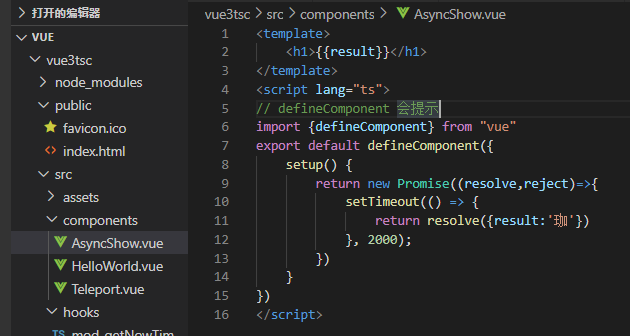 打开的编辑器
VUE
vue3tsc
node_modules
public
favicon.ico
index.html
src
assets
components
AsyncShow.vue
HelloWorld.vue
Teleport.vue
hooks
vue3tsc > src > components > AsyncShow.vue
1 <template>
2 <h1>{{result}}</h1>
3 </template>
4 <script lang="ts">
5 // defineComponent 会提示
6 import {defineComponent} from "vue"
7 export default defineComponent({
8 setup() {
9 return new Promise((resolve,reject)=>{
10 setTimeout(() => {
11 return resolve({result:'珈'})
12 }, 2000);
13 })
14 }
15 })
16 </script>